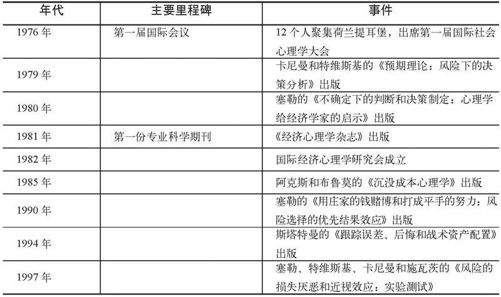 年代 主要里程碑 事件
1976 年 第一届国际会议 12 个人聚集荷兰提耳堡，出席第一届国际社会
心理学大会
1979 年 卡尼曼和特维斯基的《预期理论：风险下的决
策分析》出版
1980 年 塞勒的《不确定下的判断和决策制定：心理学
给经济学家的启示》出版
1981 年 第一份专业科学期刊 《经济心理学杂志》出版
1982 年 国际经济心理学研究会成立
1985 年 阿克斯和布鲁莫的《沉没成本心理学》出版
1990 年 塞勒的《用庄家的钱赌博和打成平手的努力：风
险选择的优先结果效应》出版
1994 年 斯塔特曼的《跟踪误差、后悔和战术资产配置》
出版
1997 年 塞勒、特维斯基、卡尼曼和施瓦茨的《风险的
损失厌恶和近视效应：实验测试》